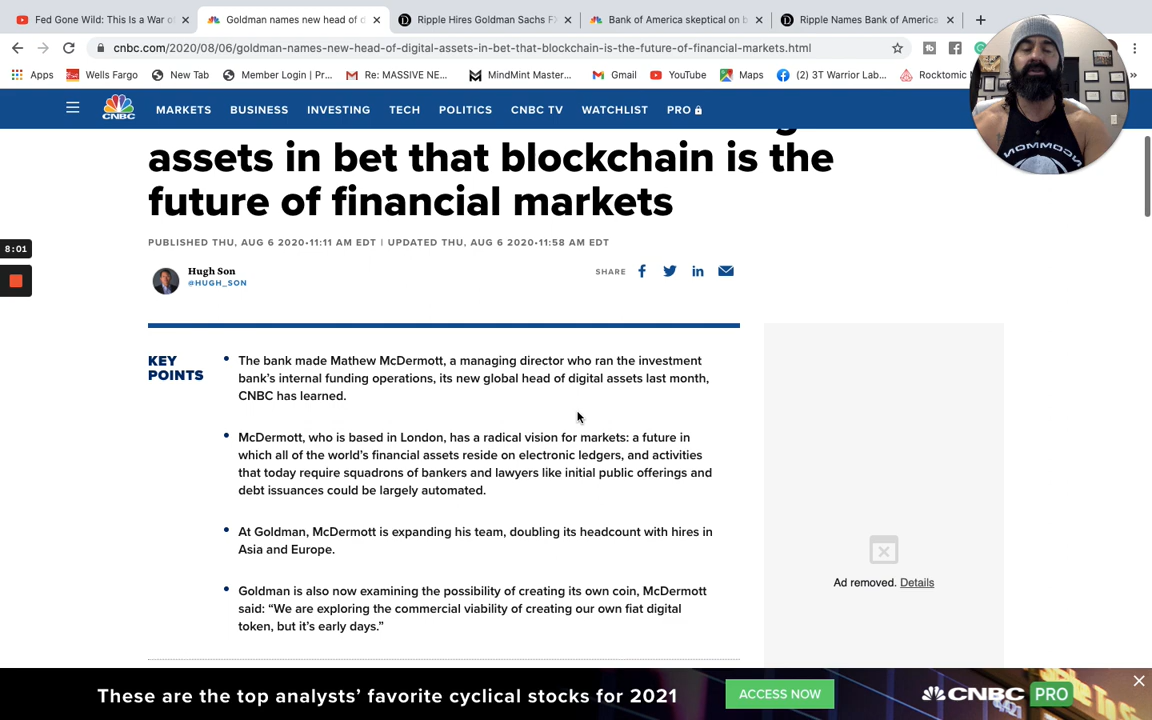 Fed Gone Wild: This Is a War o
Goldman names new head of d
Ripple Hires Goldman Sachs F
Bank of America skeptical on b
Ripple Names Bank of America
cnbc.com/2020/08/06/goldman-names-new-head-of-digital-assets-in-bet-that-blockchain-is-the-future-of-financial-markets.html
Apps Wells Fargo New Tab Member Login | Pr... Re: MASSIVE NE... MindMint Master... Gmail YouTube Maps (2) 3T Warrior Lab... Rocktomic
CNBC MARKETS BUSINESS INVESTING TECH POLITICS CNBC TV WATCHLIST PRO
assets in bet that blockchain is the
future of financial markets
PUBLISHED THU, AUG 6 2020•11:11 AM EDT | UPDATED THU, AUG 6 2020•11:58 AM EDT
8:01
Hugh Son
@HUGH_SON
SHARE
KEY
POINTS
The bank made Mathew McDermott, a managing director who ran the investment
bank’s internal funding operations, its new global head of digital assets last month,
CNBC has learned.
McDermott, who is based in London, has a radical vision for markets: a future in
which all of the world’s financial assets reside on electronic ledgers, and activities
that today require squadrons of bankers and lawyers like initial public offerings and
debt issuances could be largely automated.
At Goldman, McDermott is expanding his team, doubling its headcount with hires in
Asia and Europe.
Goldman is also now examining the possibility of creating its own coin, McDermott
said: “We are exploring the commercial viability of creating our own fiat digital
token, but it’s early days.”
Ad removed. Details
These are the top analysts’ favorite cyclical stocks for 2021
ACCESS NOW
CNBC PRO